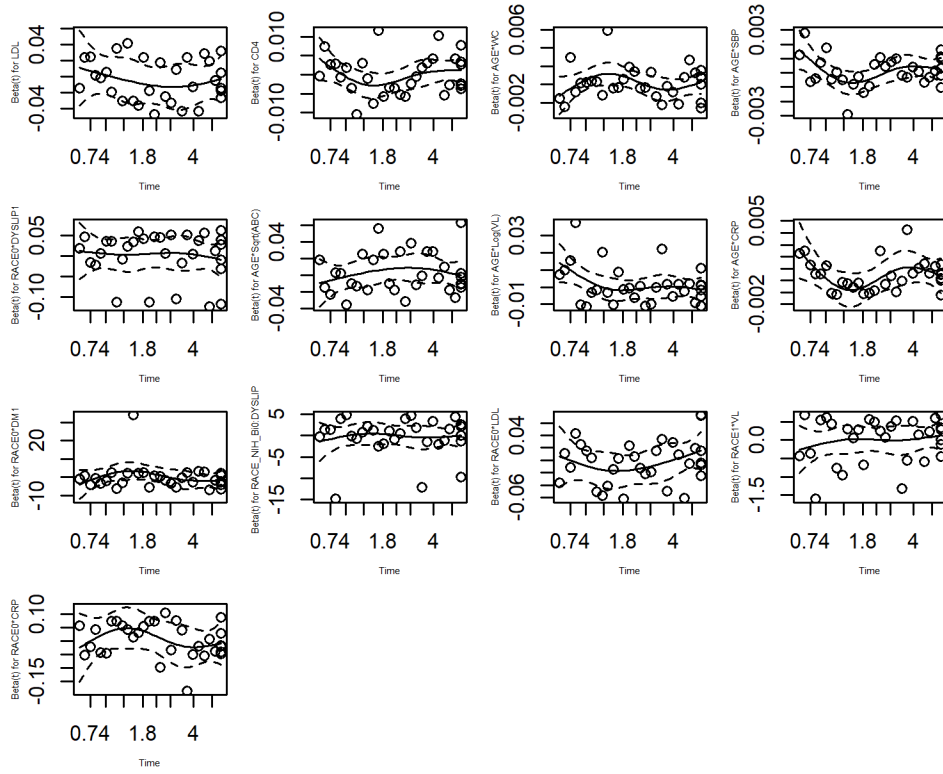 Beta(t) for LDL
0.04
-0.04
0.74 1.8 4
Time
Beta(t) for CD4
0.010
-0.010
0.74 1.8 4
Time
Beta(t) for AGE*WC
0.006
0.002
0.74 1.8 4
Time
Beta(t) for AGE*SBP
0.003
-0.003
0.74 1.8 4
Time
Beta(t) for RACE0*DYSLIP1
0.05
-0.10
0.74 1.8 4
Time
Beta(t) for AGE*Sqrt(ABC)
0.04
-0.04
0.74 1.8 4
Time
Beta(t) for AGE*Log(VL)
0.03
-0.01
0.74 1.8 4
Time
Beta(t) for AGE*CRP
0.005
-0.002
0.74 1.8 4
Time
Beta(t) for RACE0*DM1
20
-10
0.74 1.8 4
Time
Beta(t) for RACE_NIH_Bi0:DYSLIP
5
-5
-15
0.74 1.8 4
Time
Beta(t) for RACE0*LDL
0.04
-0.06
0.74 1.8 4
Time
Beta(t) for RACE1*VL
0.0
-1.5
0.74 1.8 4
Time
Beta(t) for RACE0*CRP
0.10
-0.15
0.74 1.8 4
Time